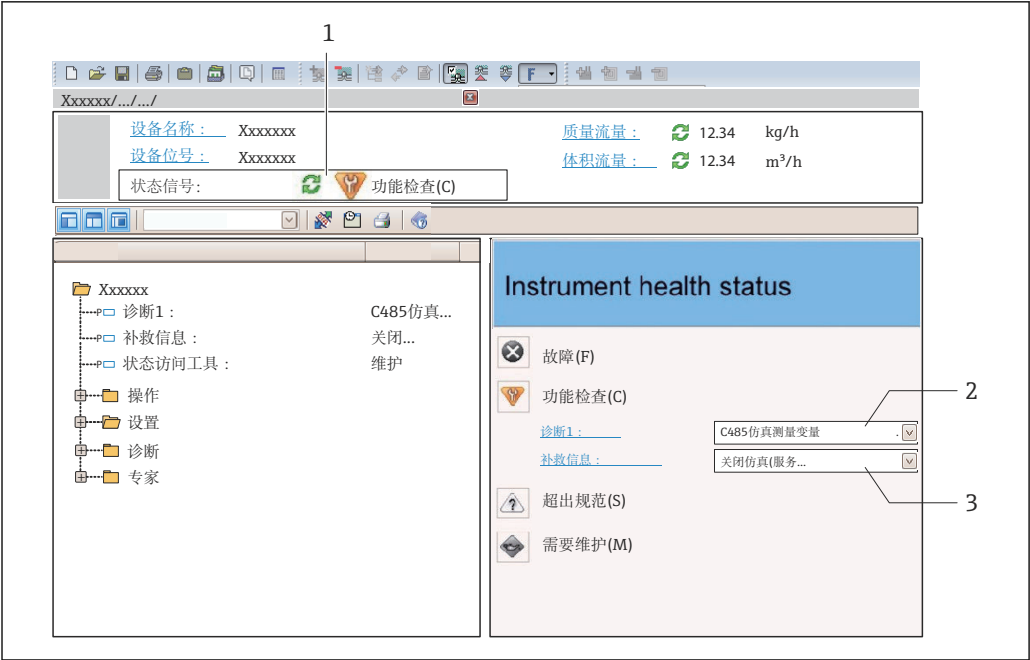 1
F
Xxxxxx/.../.../
设备名称： Xxxxxxx 质量流量： 12.34 kg/h
设备位号： Xxxxxxx 体积流量： 12.34 m³/h
状态信号: 功能检查(C)
Xxxxxx
诊断1： C485仿真...
补救信息： 关闭...
状态访问工具： 维护
操作
设置
诊断
专家
Instrument health status
故障(F)
功能检查(C)
2
诊断1： C485仿真测量变量 .
补救信息： 关闭仿真(服务...
超出规范(S)
3
需要维护(M)